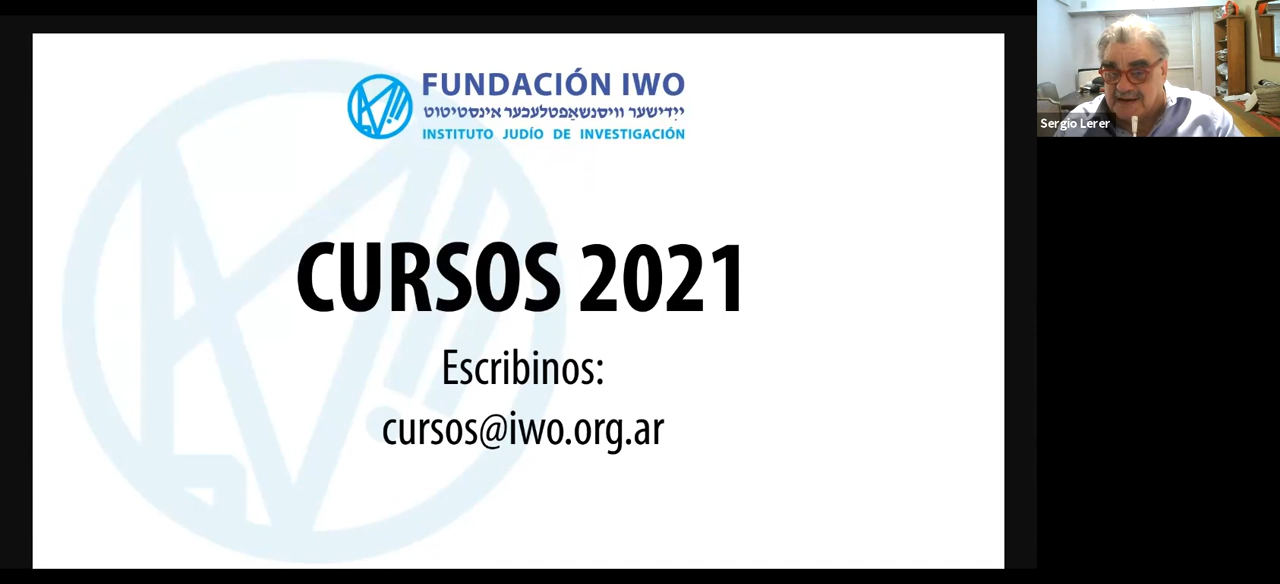 FUNDACIÓN IWO
ייִדישער וויסנשאַפֿטלעכער אינסטיטוט
INSTITUTO JUDÍO DE INVESTIGACIÓN
CURSOS 2021
Escribinos:
cursos@iwo.org.ar
Sergio Lerer